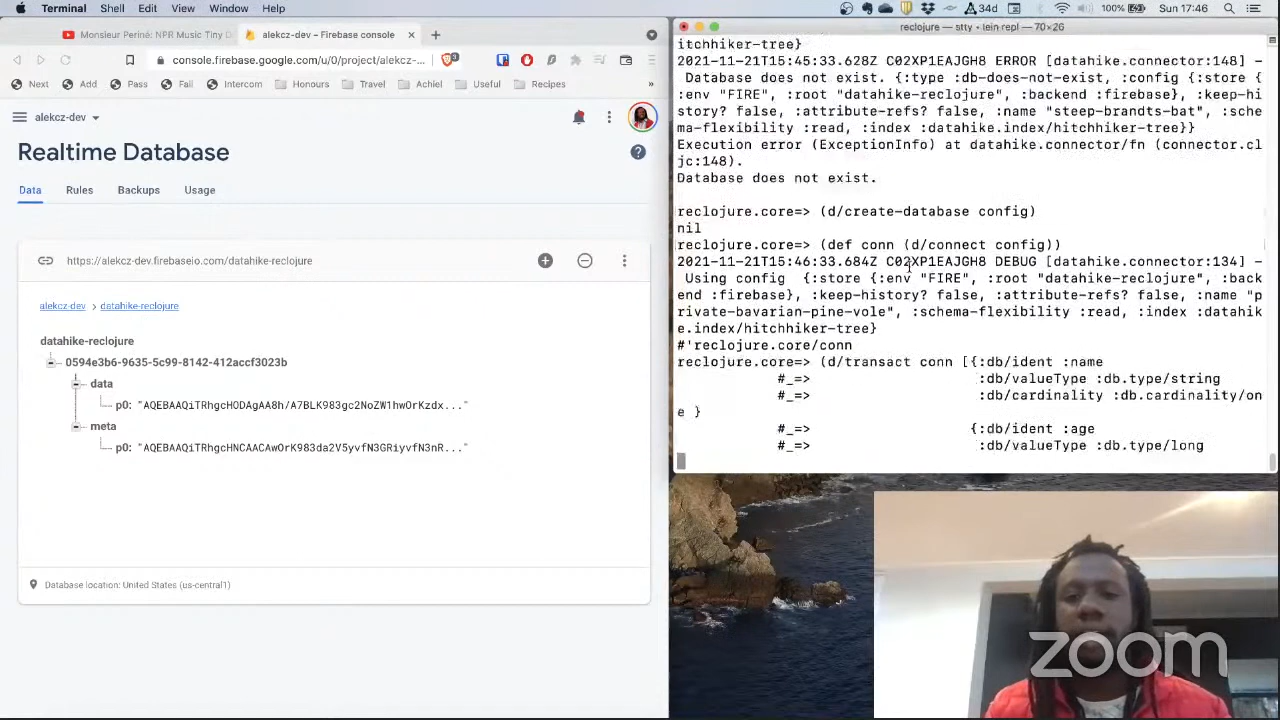 Terminal Shell Edit View Window Help
34d 100% Sun 17:46
Monsieur Periné: NPR Music Tiny D
alekcz-dev – Firebase console
console.firebase.google.com/u/0/project/alekcz-...
Next Add Pass Fail Intercom Honours Travel Achiel Useful Recipes »
alekcz-dev
Realtime Database
Data Rules Backups Usage
https://alekcz-dev.firebaseio.com/datahike-reclojure
alekcz-dev > datahike-reclojure
datahike-reclojure
0594e3b6-9635-5c99-8142-412accf3023b
data
p0: "AQEBAAQiTRhgcHODAgAA8h/A7BLK983gc2NoZW1hwOrKzdx..."
meta
p0: "AQEBAAQiTRhgcHNCAACAwOrK983da2V5yvfN3GRiyvfN3nR..."
Database location: United States (us-central1)
reclojure — stty ‹ lein repl — 70×26
itchhiker-tree}
2021-11-21T15:45:33.628Z C02XP1EAJGH8 ERROR [datahike.connector:148] -
Database does not exist. {:type :db-does-not-exist, :config {:store {
:env "FIRE", :root "datahike-reclojure", :backend :firebase}, :keep-hi
story? false, :attribute-refs? false, :name "steep-brandts-bat", :sche
ma-flexibility :read, :index :datahike.index/hitchhiker-tree}}
Execution error (ExceptionInfo) at datahike.connector/fn (connector.cl
jc:148).
Database does not exist.
reclojure.core=> (d/create-database config)
nil
reclojure.core=> (def conn (d/connect config))
2021-11-21T15:46:33.684Z C02XP1EAJGH8 DEBUG [datahike.connector:134] -
Using config {:store {:env "FIRE", :root "datahike-reclojure", :back
end :firebase}, :keep-history? false, :attribute-refs? false, :name "p
rivate-bavarian-pine-vole", :schema-flexibility :read, :index :datahik
e.index/hitchhiker-tree}
#'reclojure.core/conn
reclojure.core=> (d/transact conn [{:db/ident :name
#_=> :db/valueType :db.type/string
#_=> :db/cardinality :db.cardinality/on
e }
#_=> {:db/ident :age
#_=> :db/valueType :db.type/long
zoom